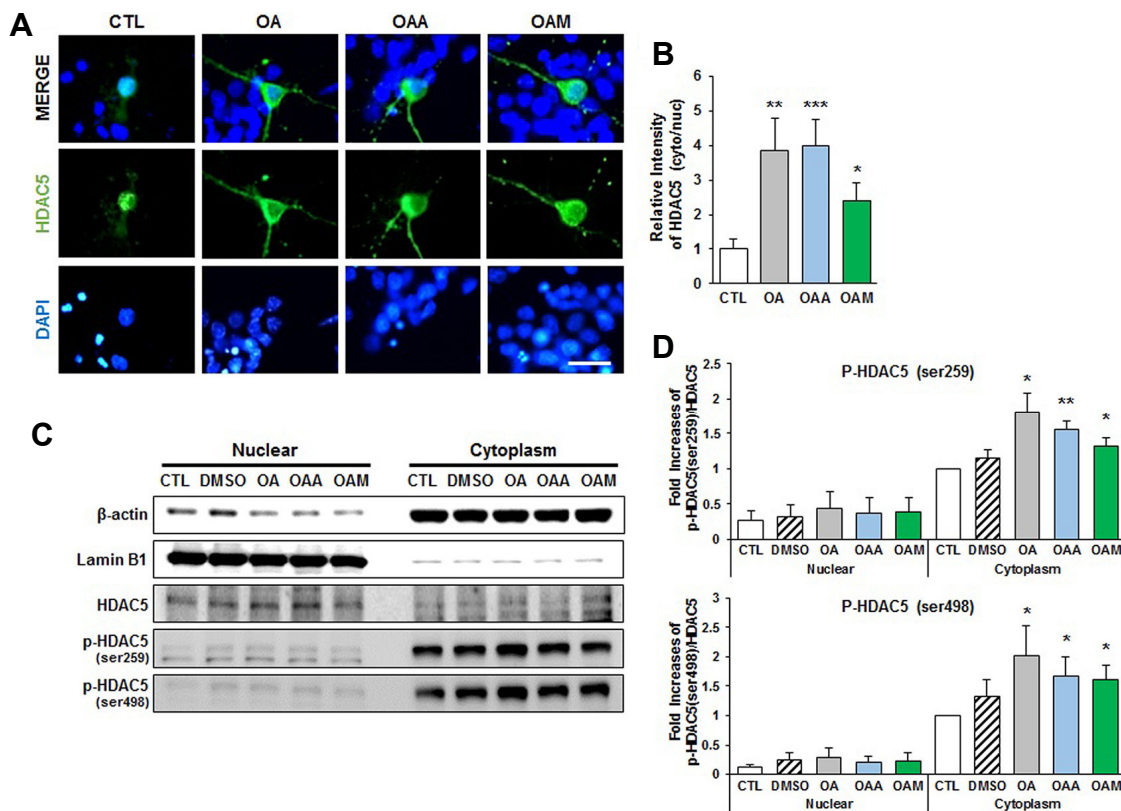 A
CTL OA OAA OAM
MERGE
HDAC5
DAPI
B
Relative Intensity
of HDAC5 (cyto/nuc)
6
5
4
3
2
1
0
** *** *
CTL OA OAA OAM
C
Nuclear Cytoplasm
CTL DMSO OA OAA OAM CTL DMSO OA OAA OAM
β-actin
Lamin B1
HDAC5
p-HDAC5
(ser259)
p-HDAC5
(ser498)
D
P-HDAC5 (ser259)
Fold Increases of
p-HDAC5(ser259)/HDAC5
2.5
2
1.5
1
0.5
0
* ** *
CTL DMSO OA OAA OAM CTL DMSO OA OAA OAM
Nuclear Cytoplasm
P-HDAC5 (ser498)
Fold Increases of
p-HDAC5(ser498)/HDAC5
3
2.5
2
1.5
1
0.5
0
* * *
CTL DMSO OA OAA OAM CTL DMSO OA OAA OAM
Nuclear Cytoplasm